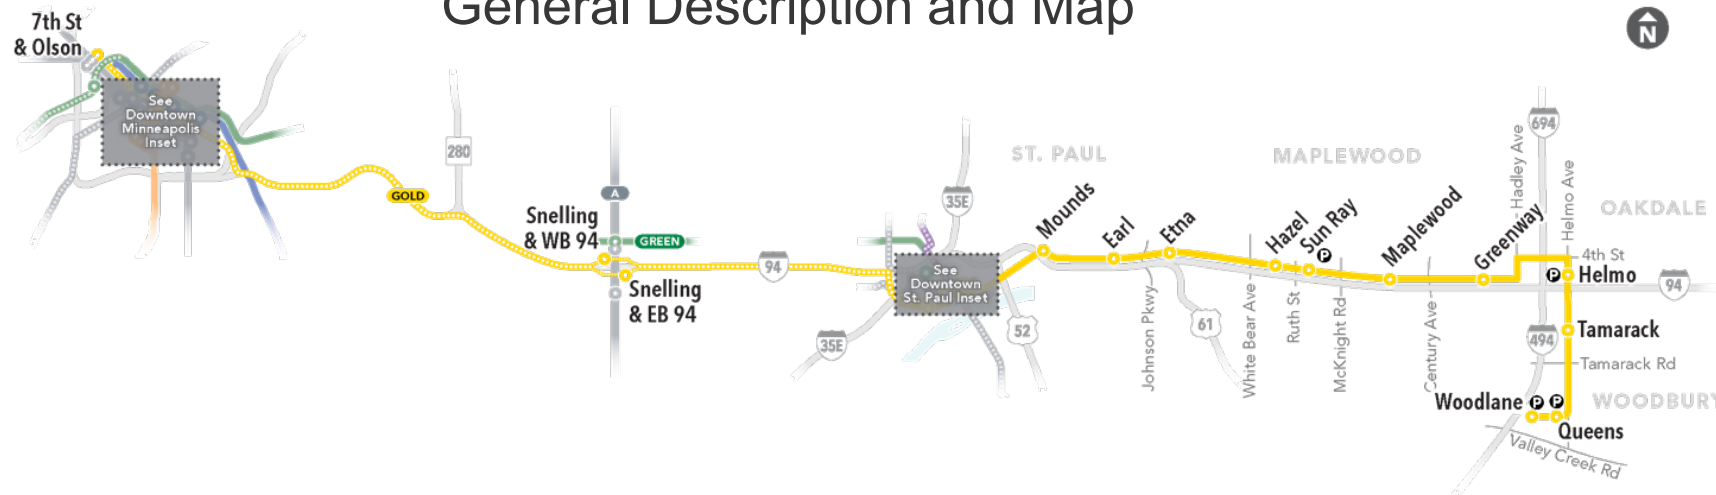 General Description and Map
7th St
& Olson
See
Downtown
Minneapolis
Inset
280
GOLD
A
Snelling
& WB 94
GREEN
Snelling
& EB 94
94
35E
35E
See
Downtown
St. Paul Inset
52
ST. PAUL
Mounds
Earl
Etna
Johnson Pkwy
61
White Bear Ave
MAPLEWOOD
Hazel
Sun Ray
P
Ruth St
McKnight Rd
Maplewood
Century Ave
Greenway
Hadley Ave
694
Helmo Ave
OAKDALE
4th St
P
Helmo
94
Tamarack
494
Tamarack Rd
Woodlane
P
P
WOODBURY
Queens
Valley Creek Rd
N